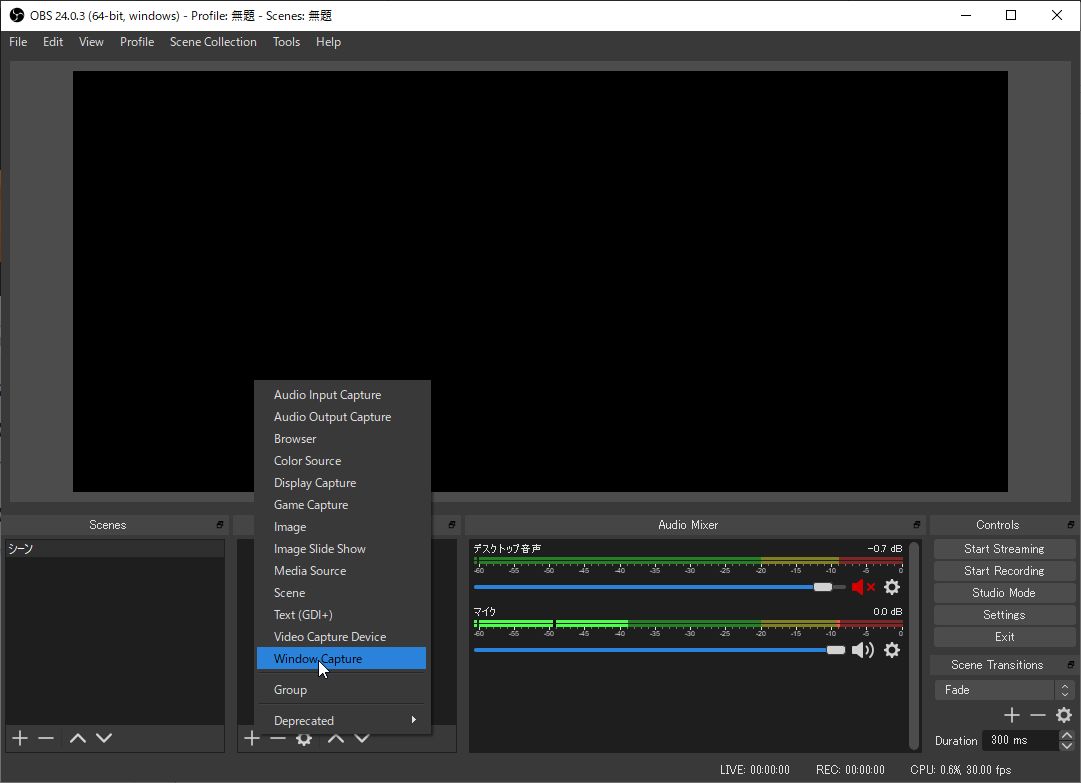 OBS 24.0.3 (64-bit, windows) - Profile: 無題 - Scenes: 無題
File Edit View Profile Scene Collection Tools Help
Audio Input Capture
Audio Output Capture
Browser
Color Source
Display Capture
Game Capture
Image
Image Slide Show
Media Source
Scene
Text (GDI+)
Video Capture Device
Window Capture
Group
Deprecated
Scenes
シーン
Audio Mixer
デスクトップ音声 -0.7 dB
-60 -55 -50 -45 -40 -35 -30 -25 -20 -15 -10 -5 0
マイク 0.0 dB
-60 -55 -50 -45 -40 -35 -30 -25 -20 -15 -10 -5 0
Controls
Start Streaming
Start Recording
Studio Mode
Settings
Exit
Scene Transitions
Fade
Duration 300 ms
LIVE: 00:00:00 REC: 00:00:00 CPU: 0.6%, 30.00 fps